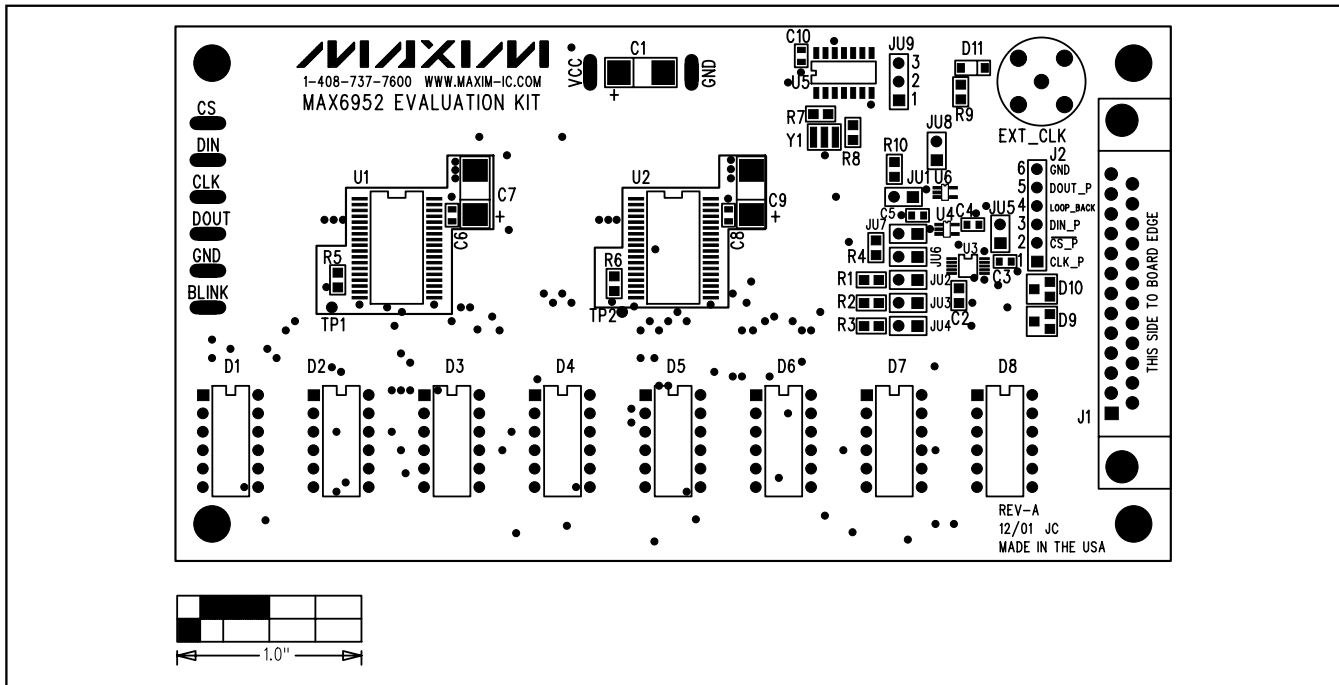 MAXIM
1-408-737-7600 WWW.MAXIM-IC.COM
MAX6952 EVALUATION KIT
VCC
C1
+
GND
C10
U5
JU9
3
2
1
D11
R9
EXT_CLK
R7
Y1
R8
JU8
R10
JU1
U6
CS
DIN
CLK
DOUT
GND
BLINK
U1
C7
+
C6
R5
TP1
U2
C9
+
C8
R6
TP2
C5
U4
C4
JU5
JU7
R4
JU6
U3
C3
R1
JU2
R2
JU3
R3
JU4
C2
J2
6 GND
5 DOUT_P
4 LOOP_BACK
3 DIN_P
2 CS_P
1 CLK_P
D10
D9
THIS SIDE TO BOARD EDGE
J1
D1
D2
D3
D4
D5
D6
D7
D8
REV-A
12/01 JC
MADE IN THE USA
1.0"